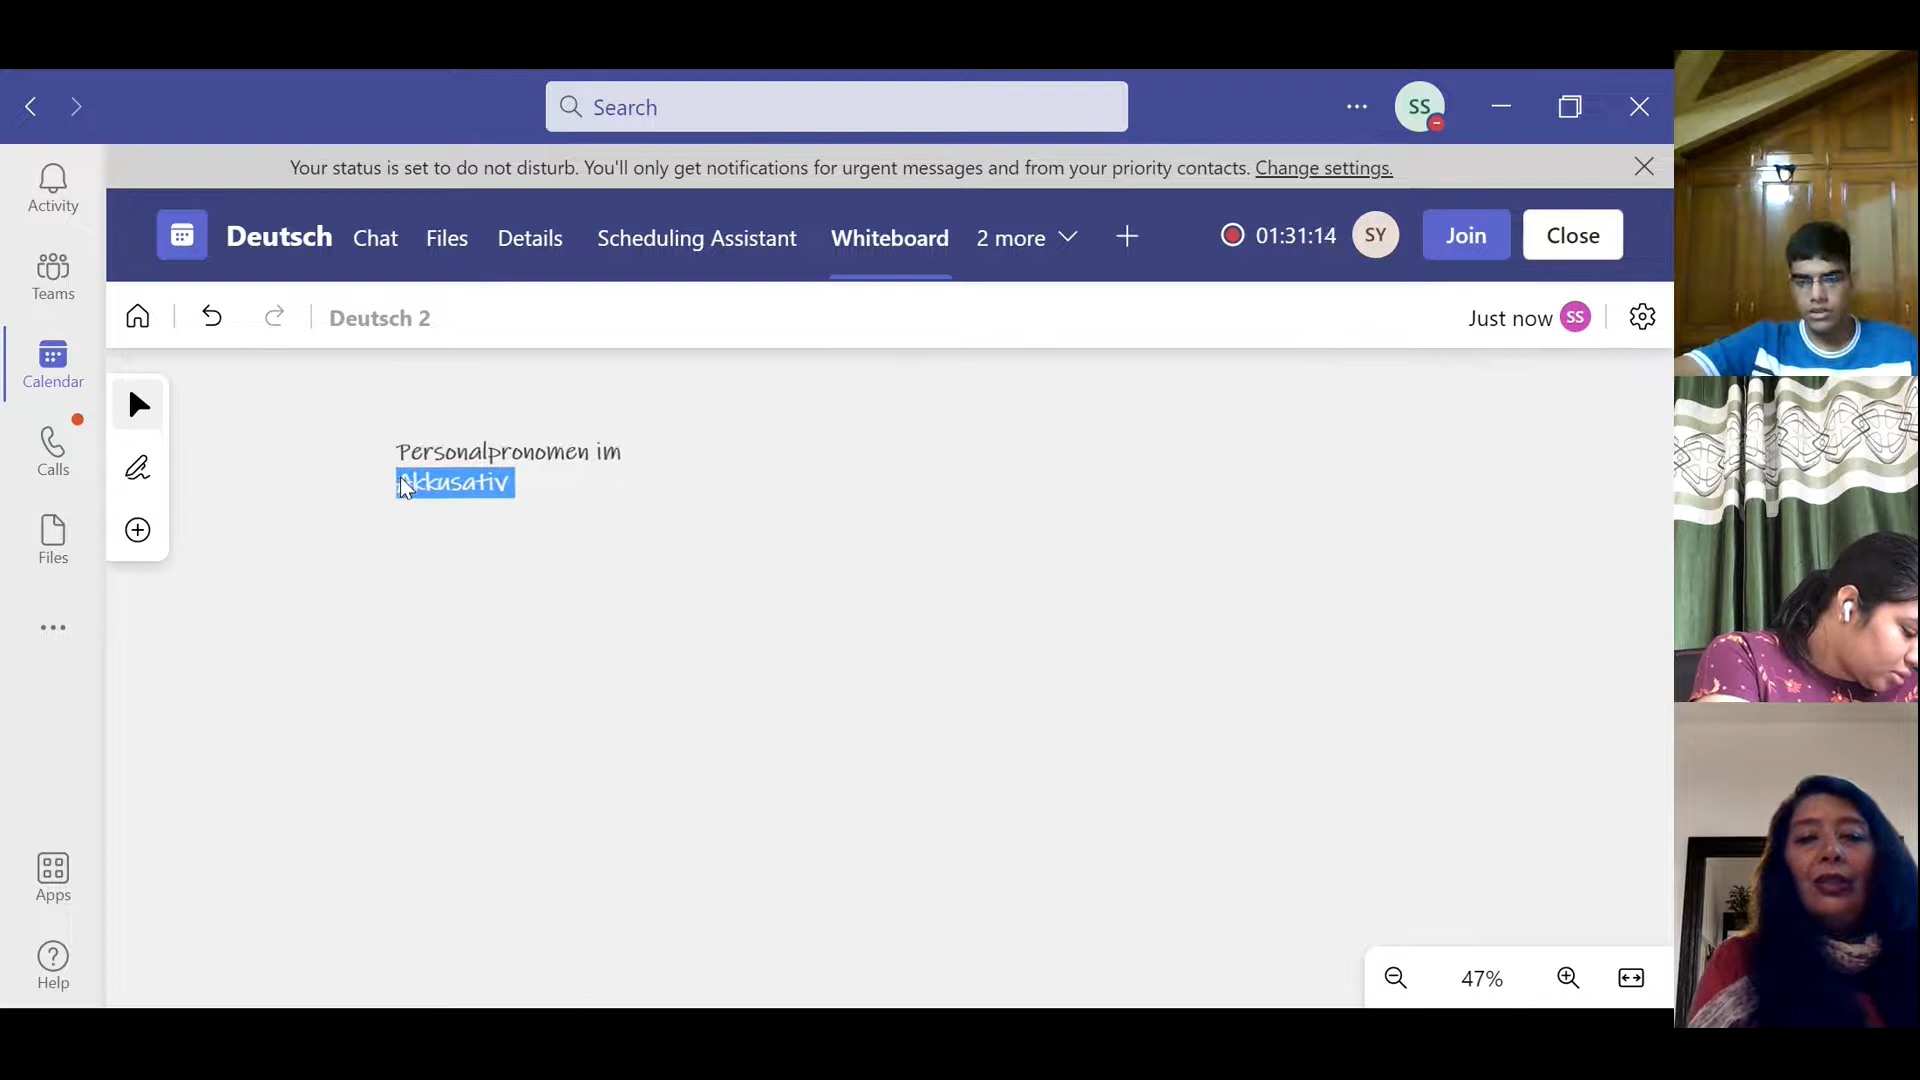 Search
SS
Your status is set to do not disturb. You'll only get notifications for urgent messages and from your priority contacts. Change settings.
Activity
Teams
Calendar
Calls
Files
Apps
Help
Deutsch Chat Files Details Scheduling Assistant Whiteboard 2 more 01:31:14 SY Join Close
Deutsch 2 Just now SS
Personalpronomen im
Akkusativ
47%